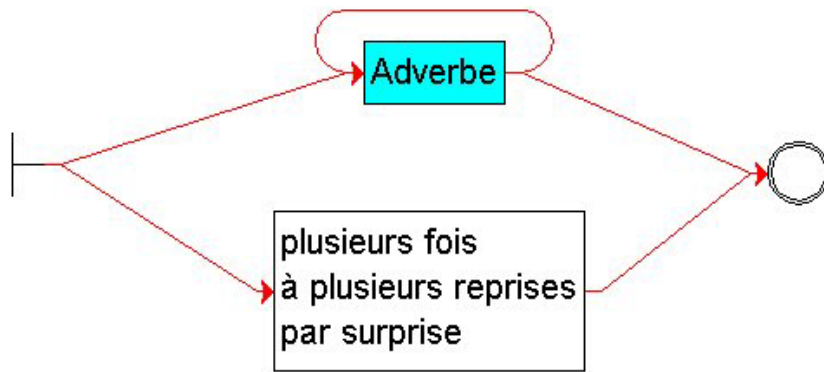 Adverbe
plusieurs fois
à plusieurs reprises
par surprise